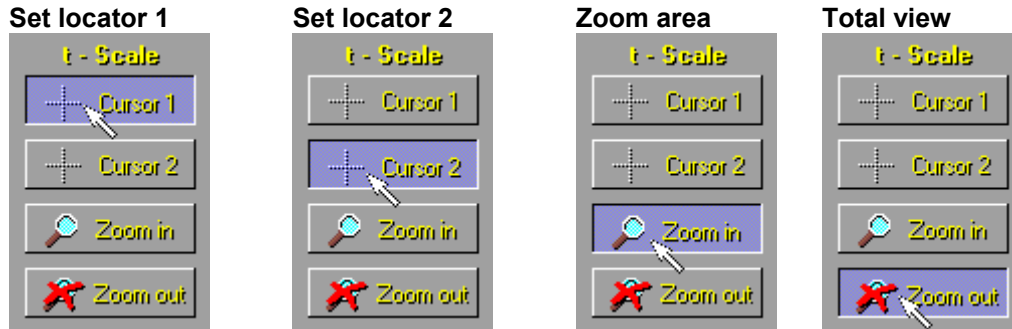 Set locator 1 Set locator 2 Zoom area Total view
t - Scale t - Scale t - Scale t - Scale
Cursor 1 Cursor 1 Cursor 1 Cursor 1
Cursor 2 Cursor 2 Cursor 2 Cursor 2
Zoom in Zoom in Zoom in Zoom in
Zoom out Zoom out Zoom out Zoom out